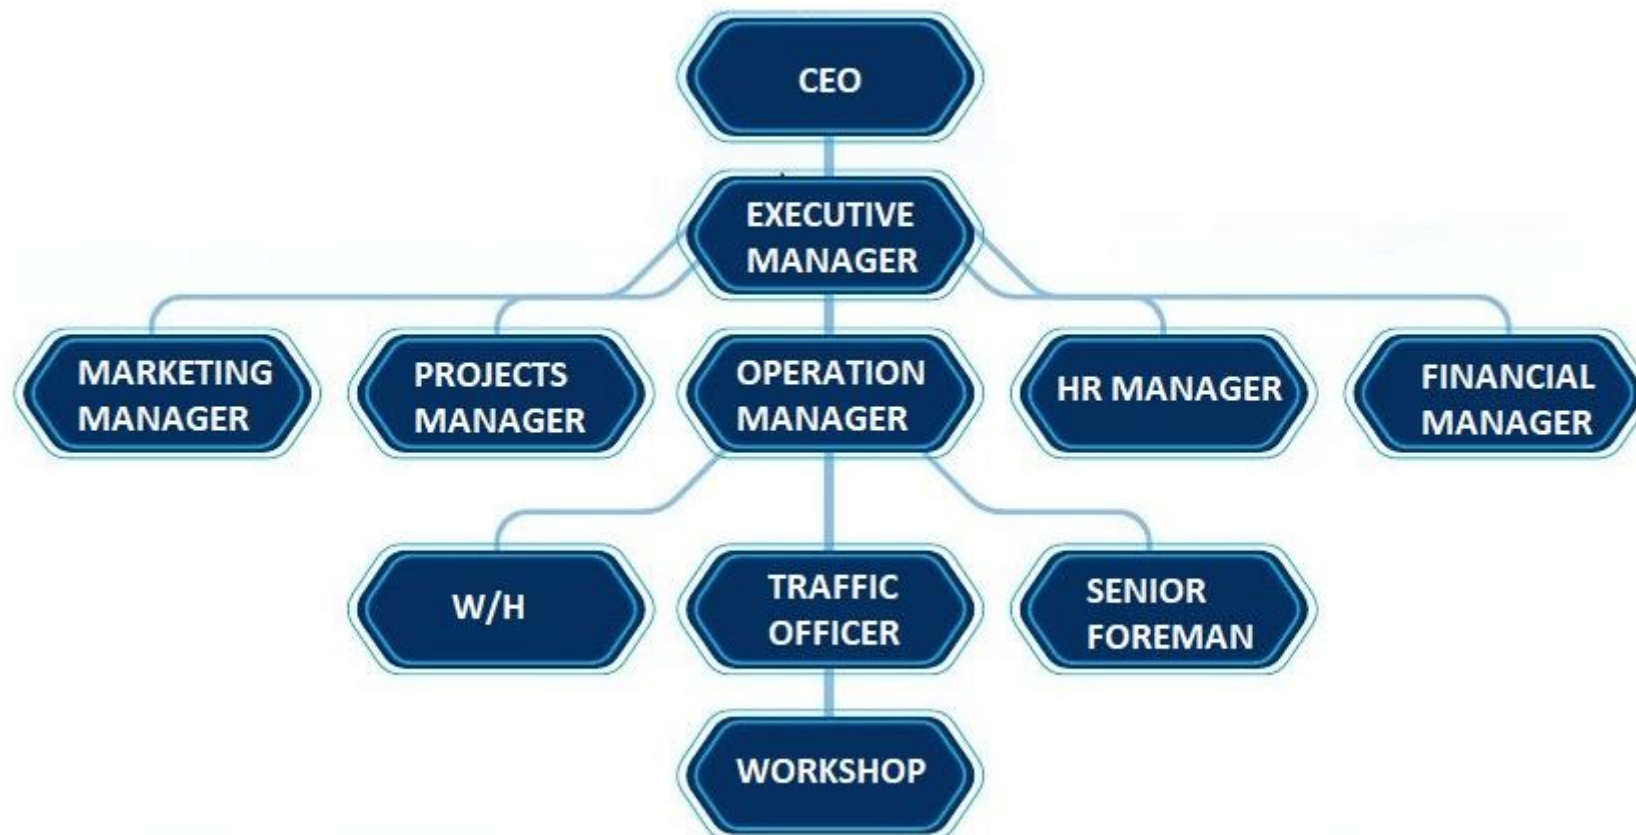 CEO
EXECUTIVE
MANAGER
MARKETING
MANAGER
PROJECTS
MANAGER
OPERATION
MANAGER
HR MANAGER
FINANCIAL
MANAGER
W/H
TRAFFIC
OFFICER
SENIOR
FOREMAN
WORKSHOP